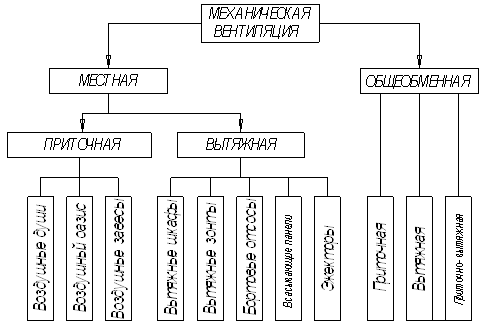 МЕХАНИЧЕСКАЯ
ВЕНТИЛЯЦИЯ
МЕСТНАЯ
ОБЩЕОБМЕННАЯ
ПРИТОЧНАЯ
ВЫТЯЖНАЯ
Воздушные души
Воздушный оазис
Воздушные завесы
Вытяжные шкафы
Вытяжные зонты
Бортовые отсосы
Всасывающие панели
Эжекторы
Приточная
Вытяжная
Приточно-вытяжная